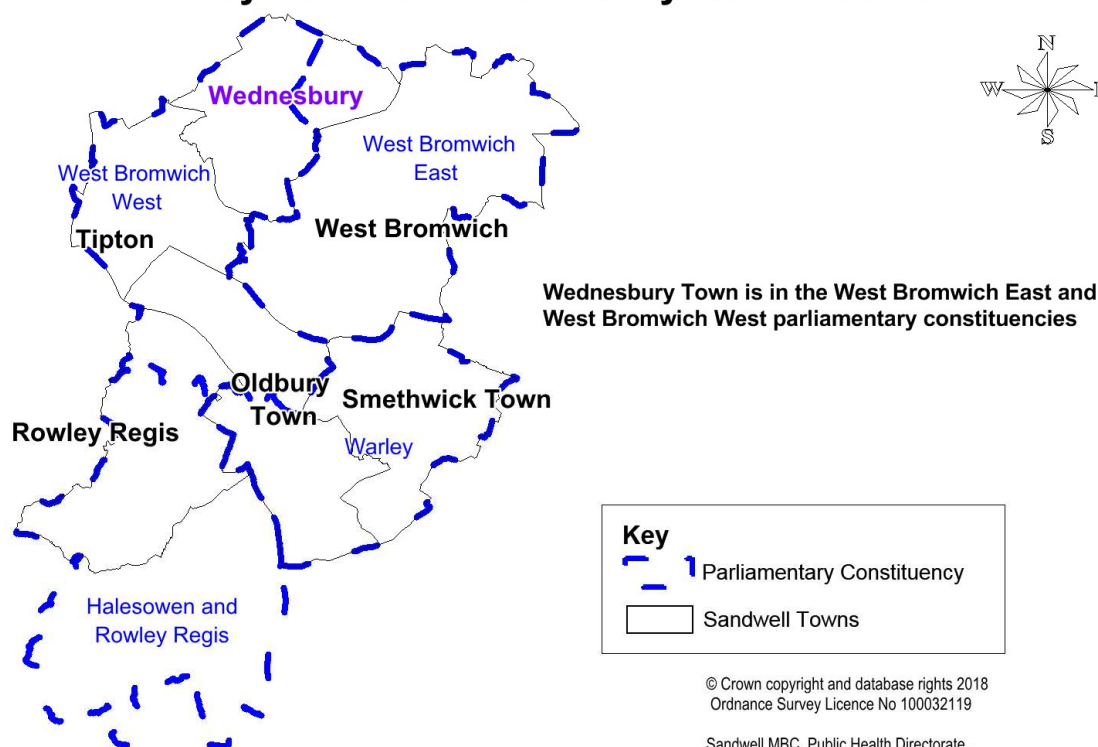 N
W
S
Wednesbury
West Bromwich
East
West Bromwich
West
West Bromwich
Tipton
Wednesbury Town is in the West Bromwich East and
West Bromwich West parliamentary constituencies
Oldbury
Town
Smethwick Town
Rowley Regis
Warley
Key
Parliamentary Constituency
Sandwell Towns
Halesowen and
Rowley Regis
© Crown copyright and database rights 2018
Ordnance Survey Licence No 100032119
Sandwell MBC, Public Health Directorate